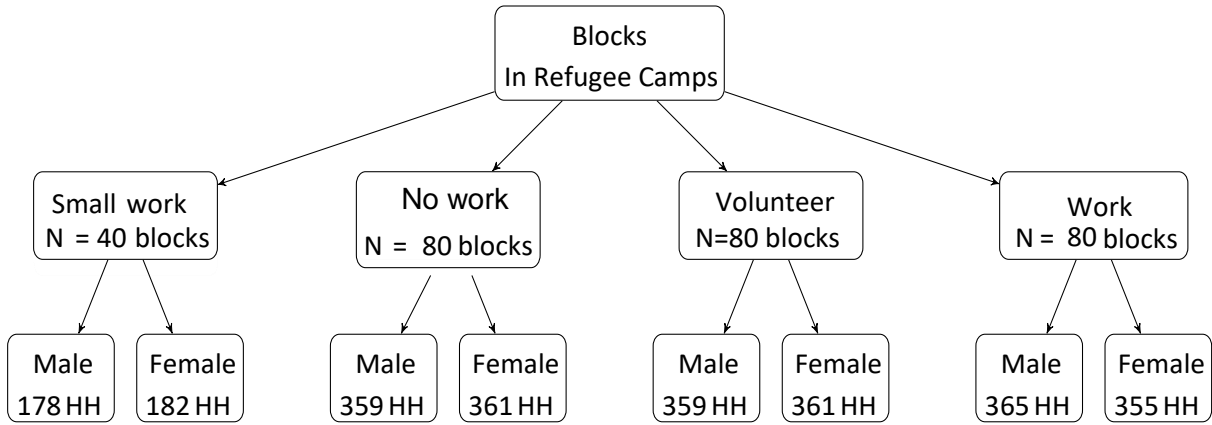 Blocks
In Refugee Camps
Small work
N = 40 blocks
No work
N = 80 blocks
Volunteer
N=80 blocks
Work
N = 80 blocks
Male
178 HH
Female
182 HH
Male
359 HH
Female
361 HH
Male
359 HH
Female
361 HH
Male
365 HH
Female
355 HH